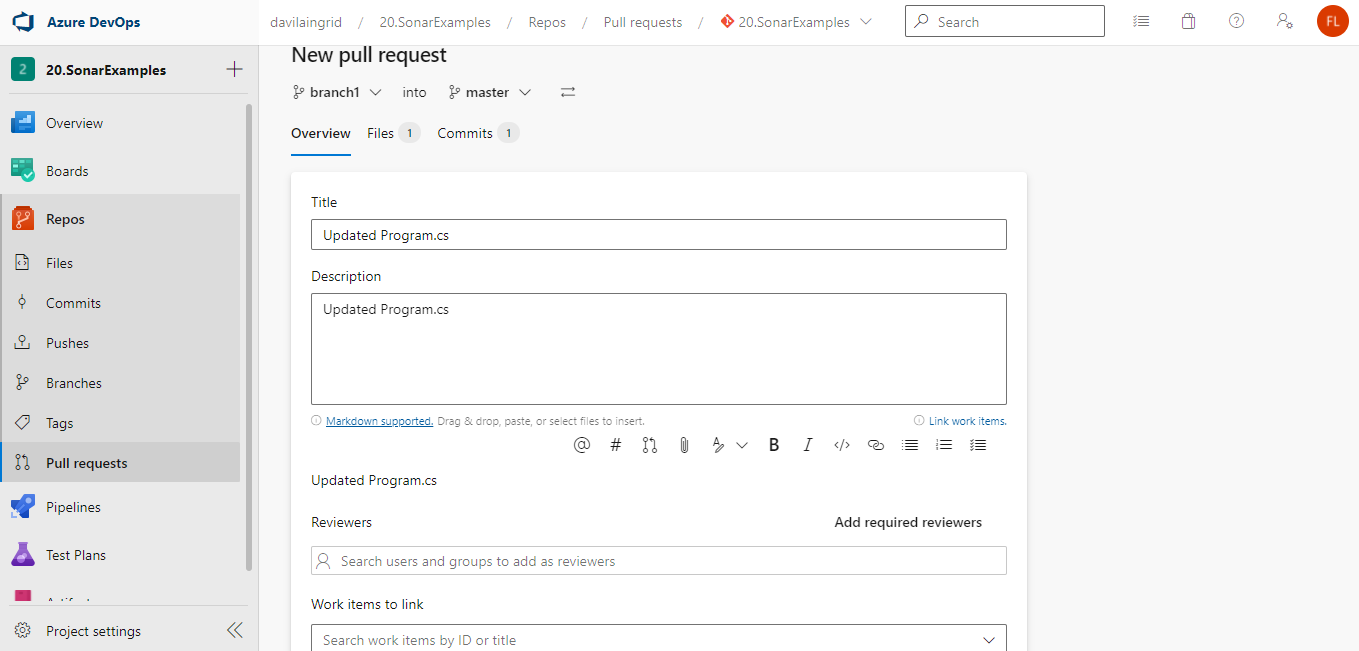 Azure DevOps
davilaingrid / 20.SonarExamples / Repos / Pull requests / 20.SonarExamples
Search
FL
2 20.SonarExamples
Overview
Boards
Repos
Files
Commits
Pushes
Branches
Tags
Pull requests
Pipelines
Test Plans
Project settings
New pull request
branch1 into master
Overview Files 1 Commits 1
Title
Updated Program.cs
Description
Updated Program.cs
Markdown supported. Drag & drop, paste, or select files to insert. Link work items.
Updated Program.cs
Reviewers Add required reviewers
Search users and groups to add as reviewers
Work items to link
Search work items by ID or title